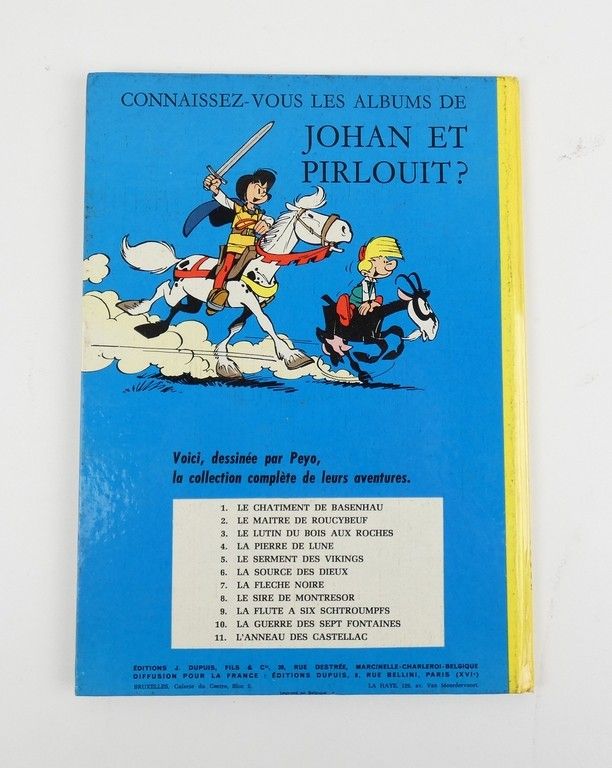 CONNAISSEZ-VOUS LES ALBUMS DE
JOHAN ET
PIRLOUIT?
Voici, dessinée par Peyo,
la collection complète de leurs aventures.
1. LE CHATIMENT DE BASENHAU
2. LE MAITRE DE ROUCYBEUF
3. LE LUTIN DU BOIS AUX ROCHES
4. LA PIERRE DE LUNE
5. LE SERMENT DES VIKINGS
6. LA SOURCE DES DIEUX
7. LA FLECHE NOIRE
8. LE SIRE DE MONTRESOR
9. LA FLUTE A SIX SCHTROUMPFS
10. LA GUERRE DES SEPT FONTAINES
11. L'ANNEAU DES CASTELLAC
ÉDITIONS J. DUPUIS, FILS & Cie, 39, RUE DESTRÉE, MARCINELLE-CHARLEROI-BELGIQUE
DIFFUSION POUR LA FRANCE : ÉDITIONS DUPUIS, 5, RUE BELLINI, PARIS (XVIe)
BRUXELLES, Galerie du Centre, Bloc 2. LA HAYE, 125, av. Van Meerdervoort
Imprimé en Belgique